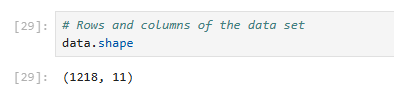 [29]: # Rows and columns of the data set
data.shape
[29]: (1218, 11)